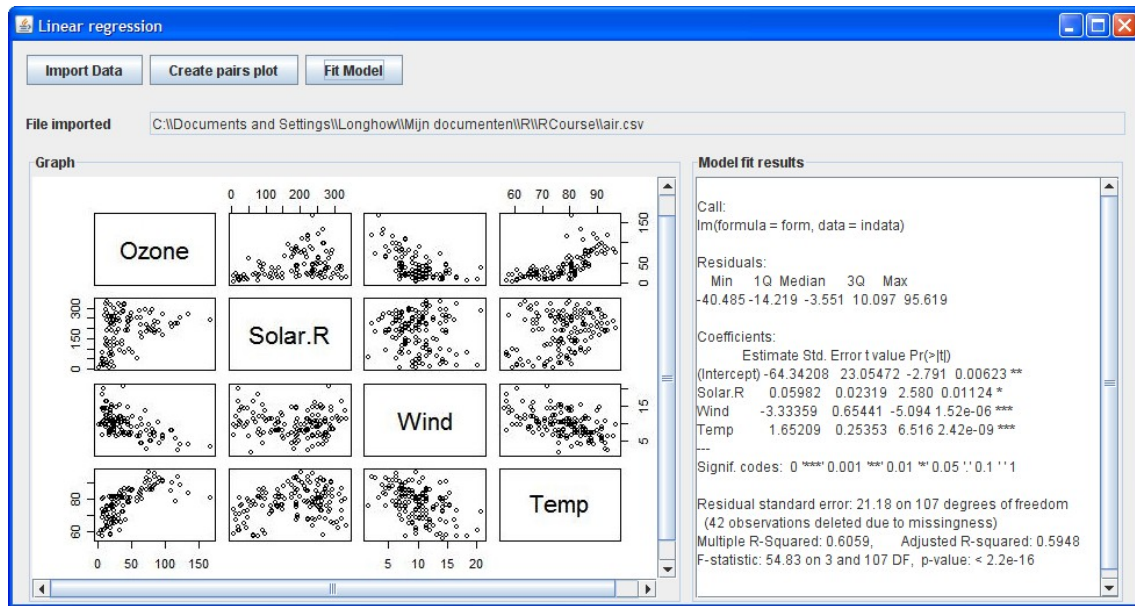 Linear regression
Import Data Create pairs plot Fit Model
File imported C:\\Documents and Settings\\Longhow\\Mijn documenten\\R\\RCourse\\air.csv
Graph
0 100 200 300
60 70 80 90
Ozone
0 50 150
0 150 300
Solar.R
Wind
5 15
60 80
Temp
0 50 100 150
5 10 15 20
Model fit results
Call:
lm(formula = form, data = indata)
Residuals:
Min 1Q Median 3Q Max
-40.485 -14.219 -3.551 10.097 95.619
Coefficients:
Estimate Std. Error t value Pr(>|t|)
(Intercept) -64.34208 23.05472 -2.791 0.00623 **
Solar.R 0.05982 0.02319 2.580 0.01124 *
Wind -3.33359 0.65441 -5.094 1.52e-06 ***
Temp 1.65209 0.25353 6.516 2.42e-09 ***
---
Signif. codes: 0 '***' 0.001 '**' 0.01 '*' 0.05 '.' 0.1 ' ' 1
Residual standard error: 21.18 on 107 degrees of freedom
(42 observations deleted due to missingness)
Multiple R-Squared: 0.6059, Adjusted R-squared: 0.5948
F-statistic: 54.83 on 3 and 107 DF, p-value: < 2.2e-16